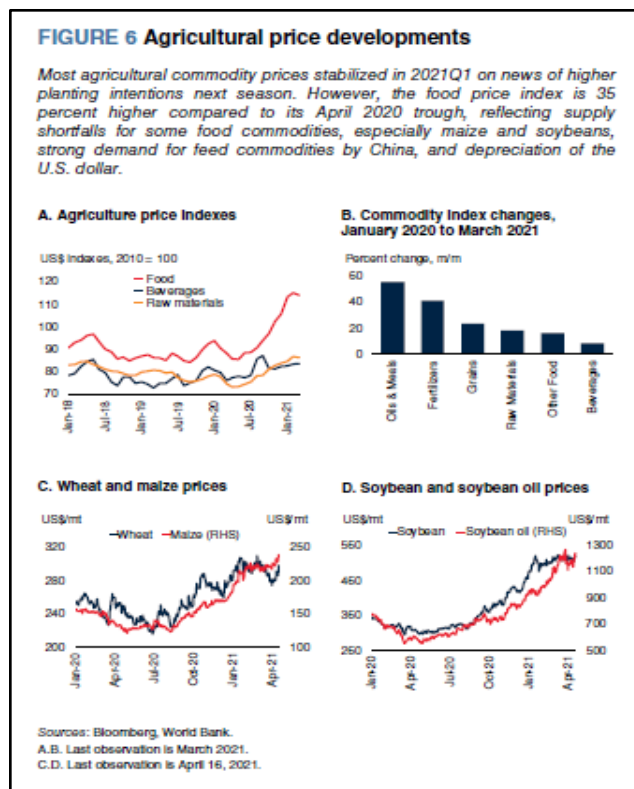 FIGURE 6 Agricultural price developments
Most agricultural commodity prices stabilized in 2021Q1 on news of higher
planting intentions next season. However, the food price index is 35
percent higher compared to its April 2020 trough, reflecting supply
shortfalls for some food commodities, especially maize and soybeans,
strong demand for feed commodities by China, and depreciation of the
U.S. dollar.
A. Agriculture price indexes
US$ indexes, 2010 = 100
Food
Beverages
Raw materials
120
110
100
90
80
70
Jan-18
Jul-18
Jan-19
Jul-19
Jan-20
Jul-20
Jan-21
B. Commodity index changes,
January 2020 to March 2021
Percent change, m/m
60
40
20
0
Oils & Meals
Fertilizers
Grains
Raw Materials
Other Food
Beverages
C. Wheat and maize prices
US$/mt
US$/mt
Wheat
Maize (RHS)
320
280
240
200
250
200
150
100
Jan-20
Apr-20
Jul-20
Oct-20
Jan-21
Apr-21
D. Soybean and soybean oil prices
US$/mt
US$/mt
Soybean
Soybean oil (RHS)
550
450
350
250
1300
1100
900
700
500
Jan-20
Apr-20
Jul-20
Oct-20
Jan-21
Apr-21
Sources: Bloomberg, World Bank.
A.B. Last observation is March 2021.
C.D. Last observation is April 16, 2021.